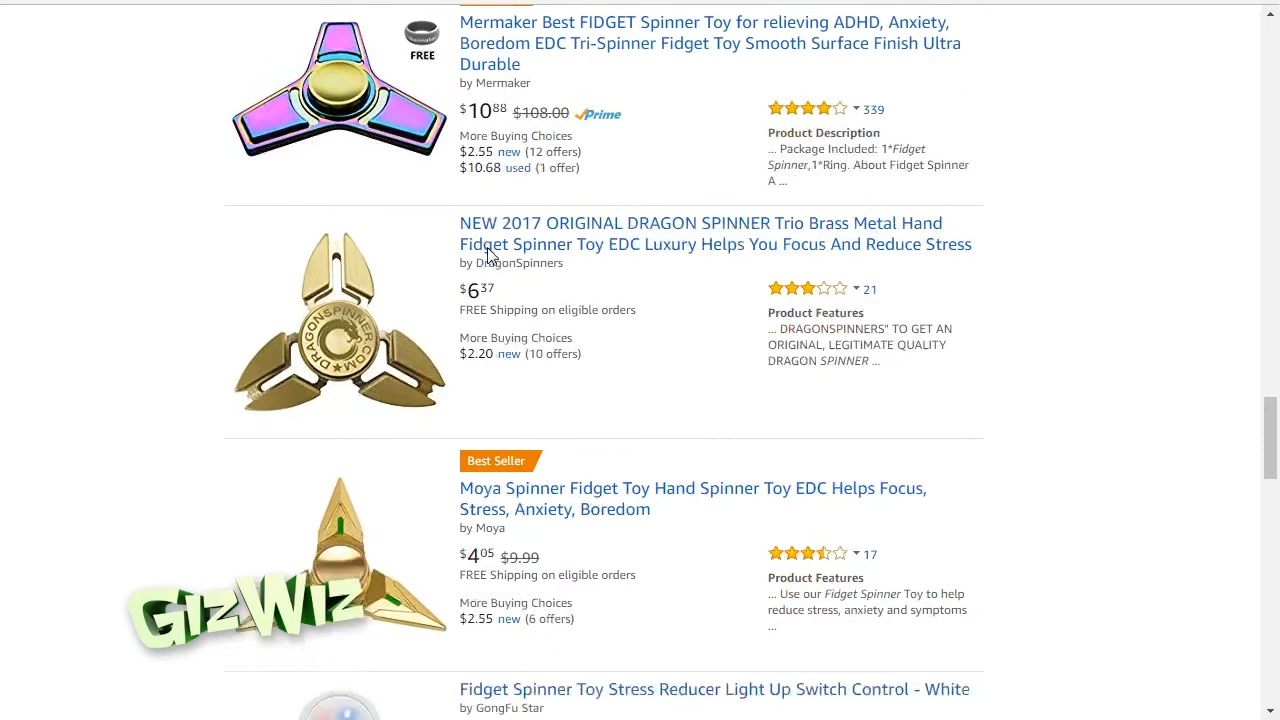 Mermaker Best FIDGET Spinner Toy for relieving ADHD, Anxiety,
Boredom EDC Tri-Spinner Fidget Toy Smooth Surface Finish Ultra
Durable
by Mermaker
FREE
$10 88 $108.00 Prime
339
More Buying Choices
$2.55 new (12 offers)
$10.68 used (1 offer)
Product Description
... Package Included: 1*Fidget
Spinner,1*Ring. About Fidget Spinner
A ...
NEW 2017 ORIGINAL DRAGON SPINNER Trio Brass Metal Hand
Fidget Spinner Toy EDC Luxury Helps You Focus And Reduce Stress
by DragonSpinners
DRAGONSPINNER.COM
$6 37
FREE Shipping on eligible orders
More Buying Choices
$2.20 new (10 offers)
21
Product Features
... DRAGONSPINNERS" TO GET AN
ORIGINAL, LEGITIMATE QUALITY
DRAGON SPINNER ...
Best Seller
Moya Spinner Fidget Toy Hand Spinner Toy EDC Helps Focus,
Stress, Anxiety, Boredom
by Moya
$4 05 $9.99
FREE Shipping on eligible orders
More Buying Choices
$2.55 new (6 offers)
17
Product Features
... Use our Fidget Spinner Toy to help
reduce stress, anxiety and symptoms
...
GizWiz
Fidget Spinner Toy Stress Reducer Light Up Switch Control - White
by GongFu Star